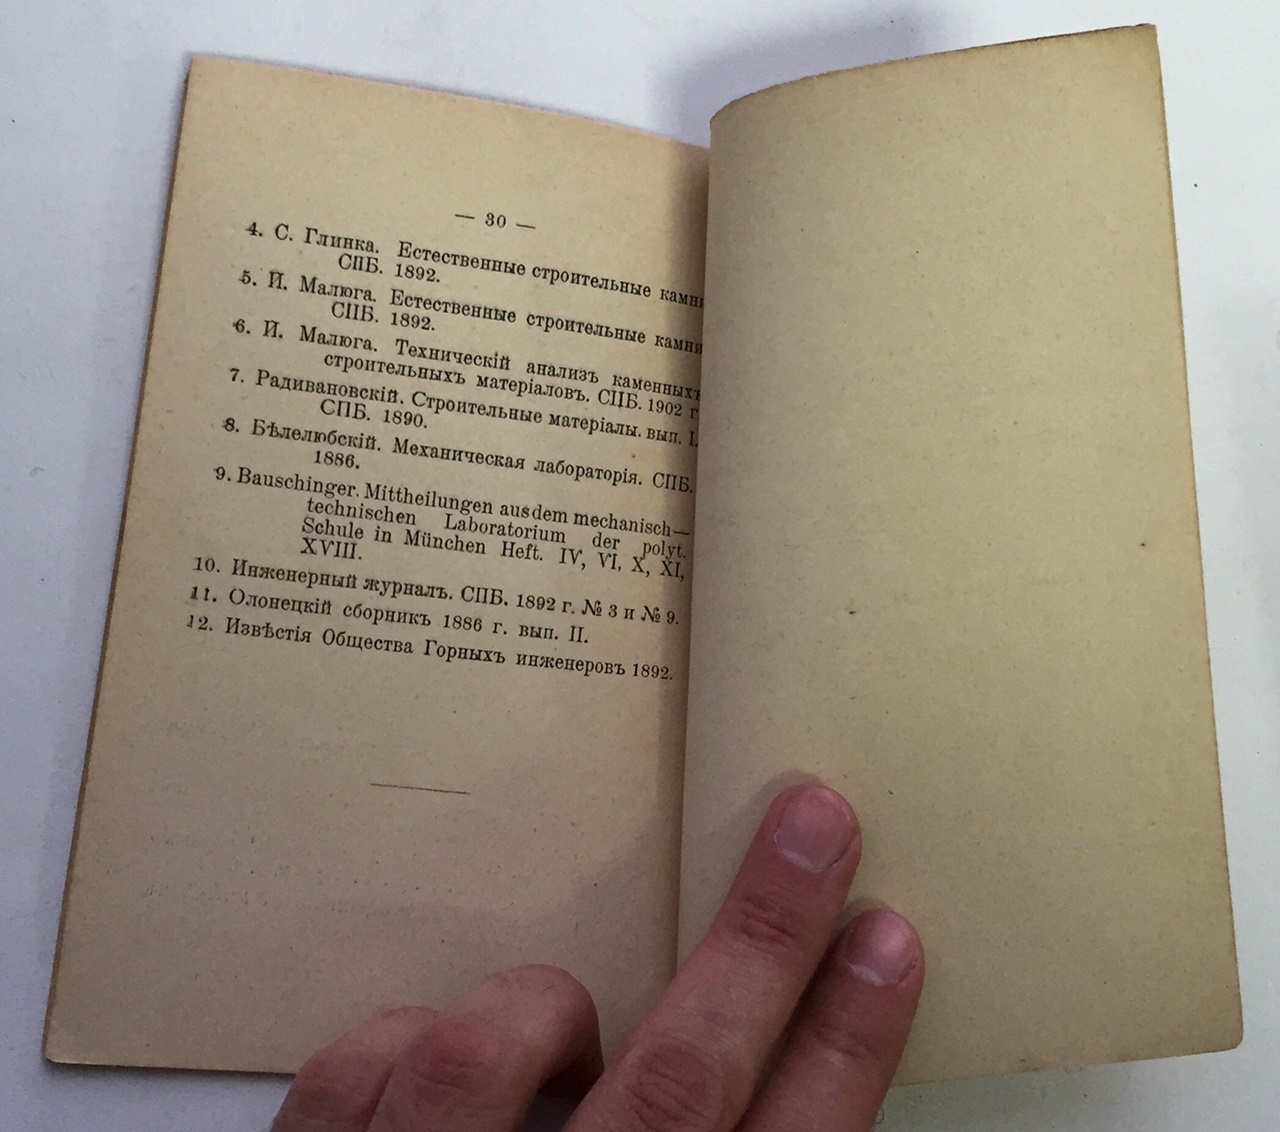 — 30 —
4. С. Глинка. Естественные строительные камни
СПБ. 1892.
5. Й. Малюга. Естественные строительные камни
СПБ. 1892.
6. Й. Малюга. Техническій анализъ каменныхъ
строительныхъ матеріаловъ. СПБ. 1902 г.
7. Радивановскій. Строительные матеріалы. вып. I.
СПБ. 1890.
8. Бѣлелюбскій. Механическая лабораторія. СПБ.
1886.
9. Bauschinger. Mittheilungen aus dem mechanisch—
technischen Laboratorium der polyt.
Schule in München Heft. IV, VI, X, XI,
XVIII.
10. Инженерный журналъ. СПБ. 1892 г. № 3 и № 9.
11. Олонецкій сборникъ 1886 г. вып. II.
12. Извѣстія Общества Горныхъ инженеровъ 1892.